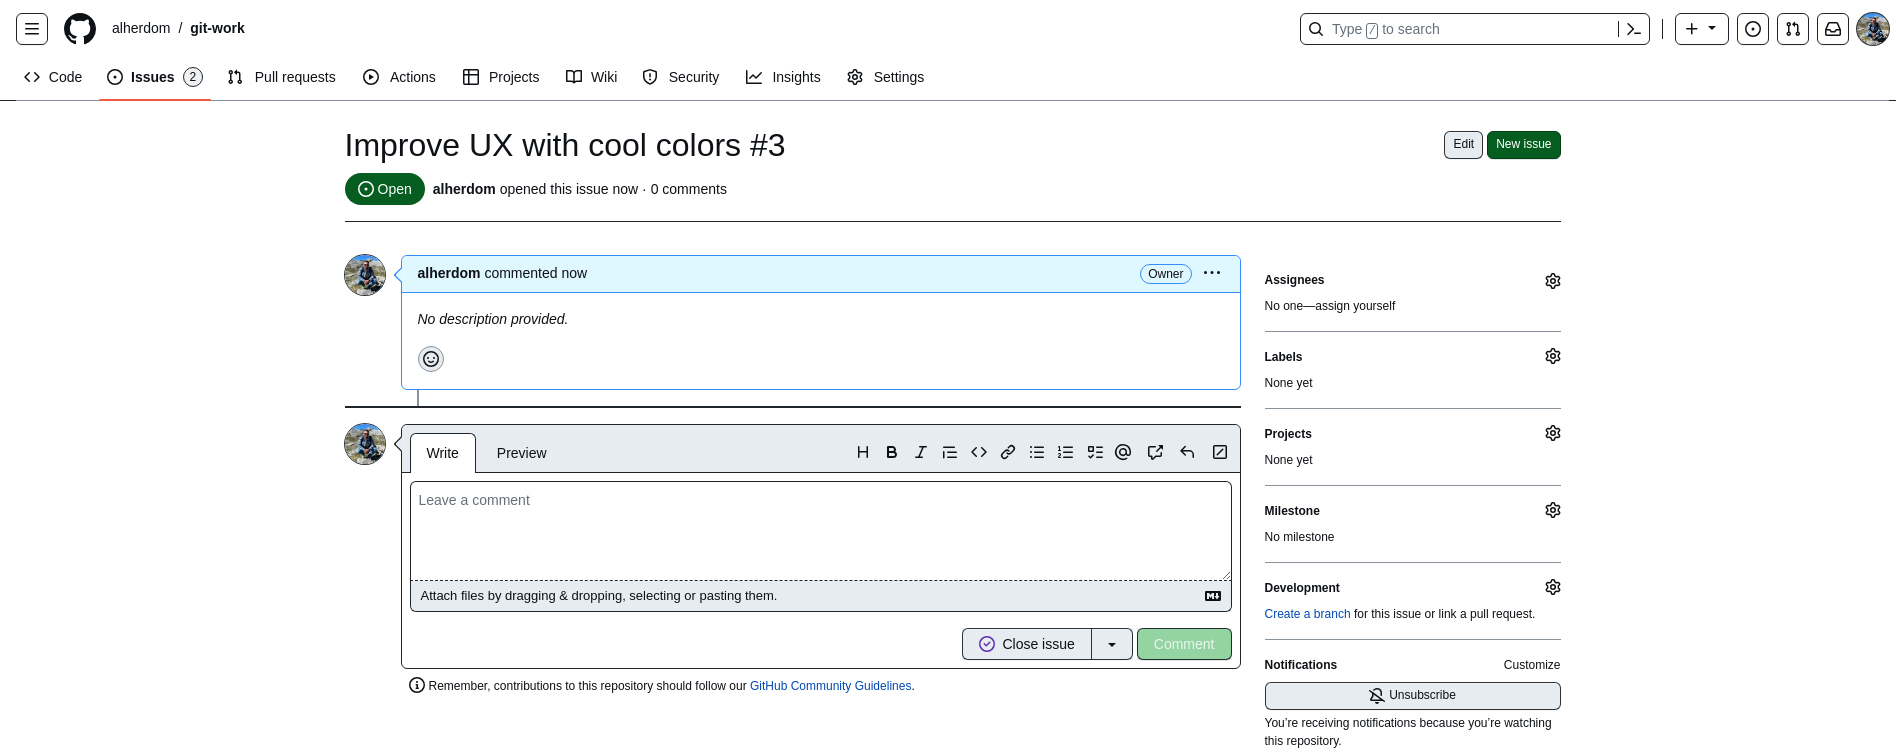 alherdom / git-work
Type / to search
Code
Issues 2
Pull requests
Actions
Projects
Wiki
Security
Insights
Settings
Improve UX with cool colors #3
Edit
New issue
Open
alherdom opened this issue now · 0 comments
alherdom commented now
Owner
No description provided.
Write
Preview
Leave a comment
Attach files by dragging & dropping, selecting or pasting them.
Close issue
Comment
Remember, contributions to this repository should follow our GitHub Community Guidelines.
Assignees
No one—assign yourself
Labels
None yet
Projects
None yet
Milestone
No milestone
Development
Create a branch for this issue or link a pull request.
Notifications
Customize
Unsubscribe
You're receiving notifications because you're watching
this repository.